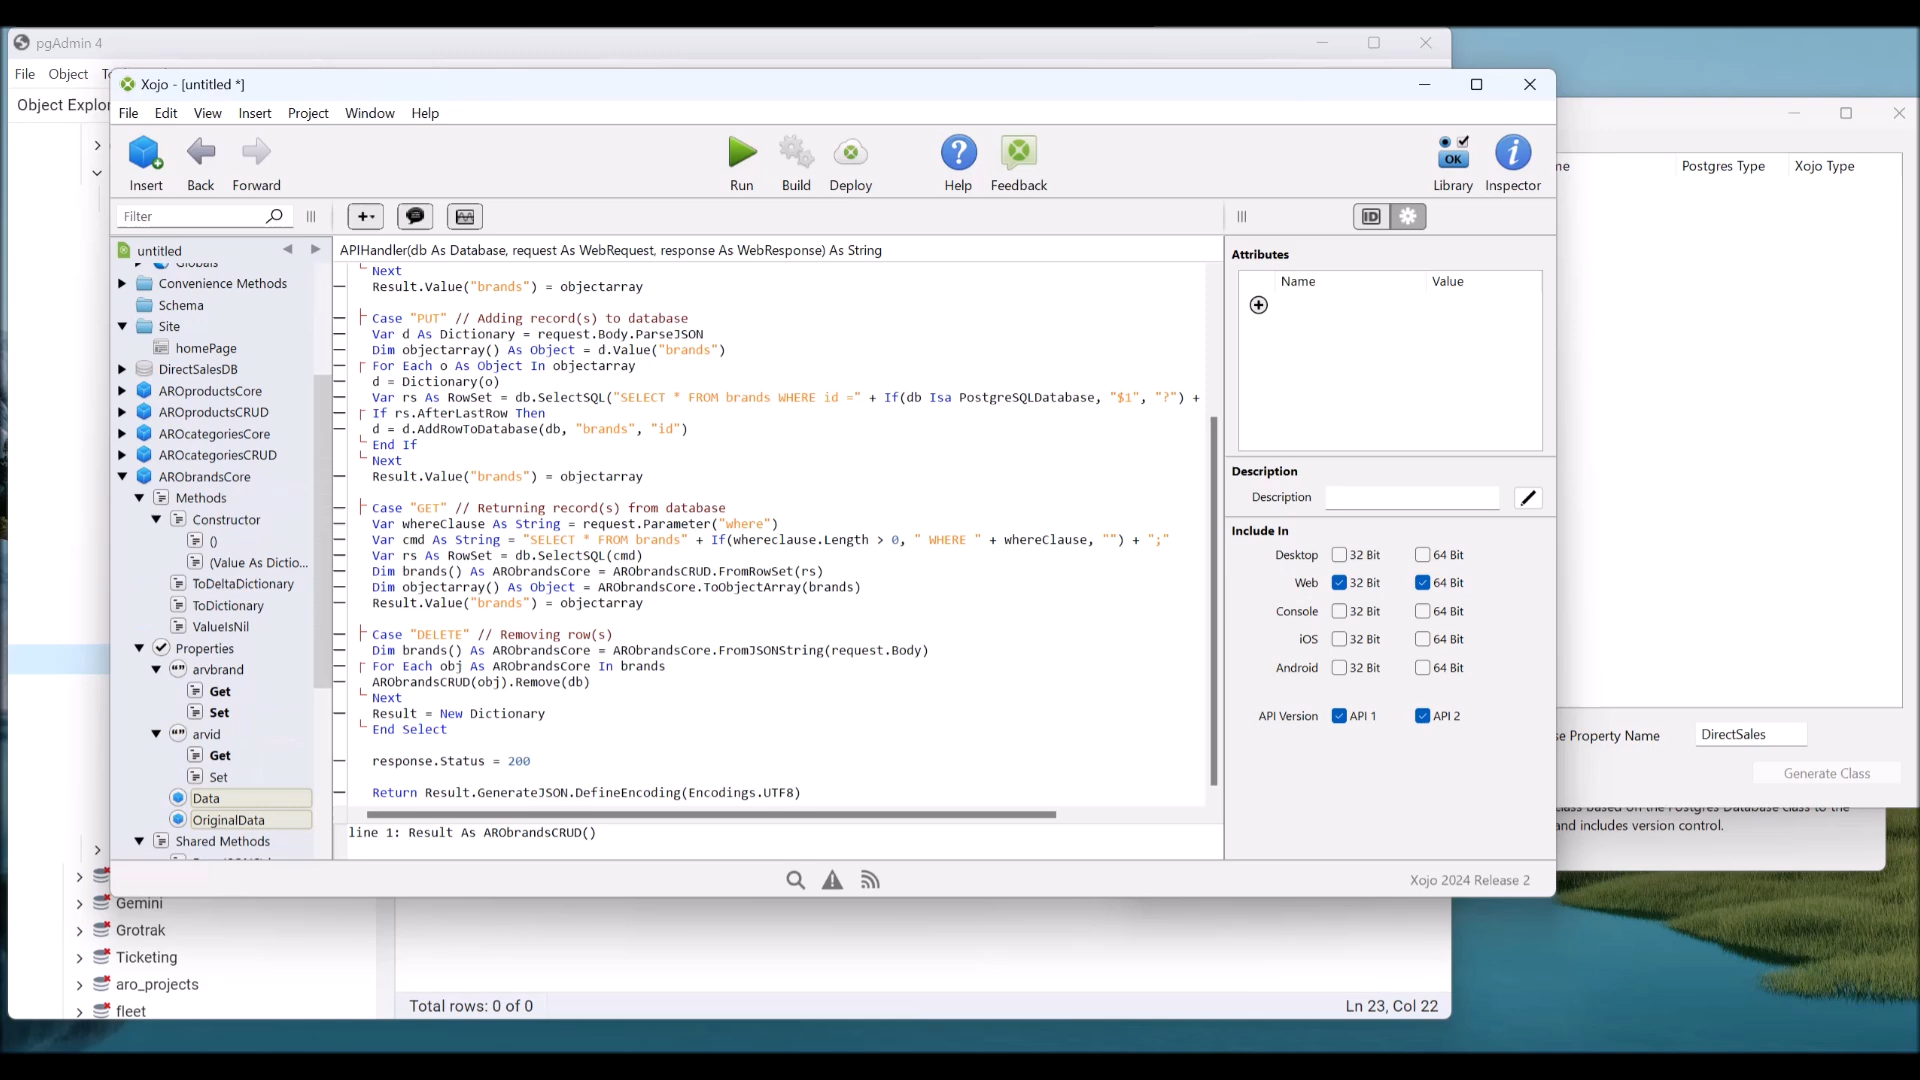 pgAdmin 4
File Object
Object Explor
Xojo - [untitled *]
File Edit View Insert Project Window Help
Insert Back Forward Run Build Deploy Help Feedback Library Inspector
OK
Filter
ID
untitled
Globals
Convenience Methods
Schema
Site
homePage
DirectSalesDB
AROproductsCore
AROproductsCRUD
AROcategoriesCore
AROcategoriesCRUD
ARObrandsCore
Methods
Constructor
()
(Value As Dictio...
ToDeltaDictionary
ToDictionary
ValueIsNil
Properties
arvbrand
Get
Set
arvid
Get
Set
Data
OriginalData
Shared Methods
APIHandler(db As Database, request As WebRequest, response As WebResponse) As String
Next
Result.Value("brands") = objectarray
Case "PUT" // Adding record(s) to database
Var d As Dictionary = request.Body.ParseJSON
Dim objectarray() As Object = d.Value("brands")
For Each o As Object In objectarray
d = Dictionary(o)
Var rs As RowSet = db.SelectSQL("SELECT * FROM brands WHERE id =" + If(db Isa PostgreSQLDatabase, "$1", "?") +
If rs.AfterLastRow Then
d = d.AddRowToDatabase(db, "brands", "id")
End If
Next
Result.Value("brands") = objectarray
Case "GET" // Returning record(s) from database
Var whereClause As String = request.Parameter("where")
Var cmd As String = "SELECT * FROM brands" + If(whereclause.Length > 0, " WHERE " + whereClause, "") + ";"
Var rs As RowSet = db.SelectSQL(cmd)
Dim brands() As ARObrandsCore = ARObrandsCRUD.FromRowSet(rs)
Dim objectarray() As Object = ARObrandsCore.ToObjectArray(brands)
Result.Value("brands") = objectarray
Case "DELETE" // Removing row(s)
Dim brands() As ARObrandsCore = ARObrandsCore.FromJSONString(request.Body)
For Each obj As ARObrandsCore In brands
ARObrandsCRUD(obj).Remove(db)
Next
Result = New Dictionary
End Select
response.Status = 200
Return Result.GenerateJSON.DefineEncoding(Encodings.UTF8)
line 1: Result As ARObrandsCRUD()
Attributes
Name Value
Description
Description
Include In
Desktop 32 Bit 64 Bit
Web 32 Bit 64 Bit
Console 32 Bit 64 Bit
iOS 32 Bit 64 Bit
Android 32 Bit 64 Bit
API Version API 1 API 2
Xojo 2024 Release 2
me Postgres Type Xojo Type
se Property Name DirectSales
Generate Class
class based on the Postgres Database class to the
and includes version control.
Gemini
Grotrak
Ticketing
aro_projects
fleet
Total rows: 0 of 0
Ln 23, Col 22